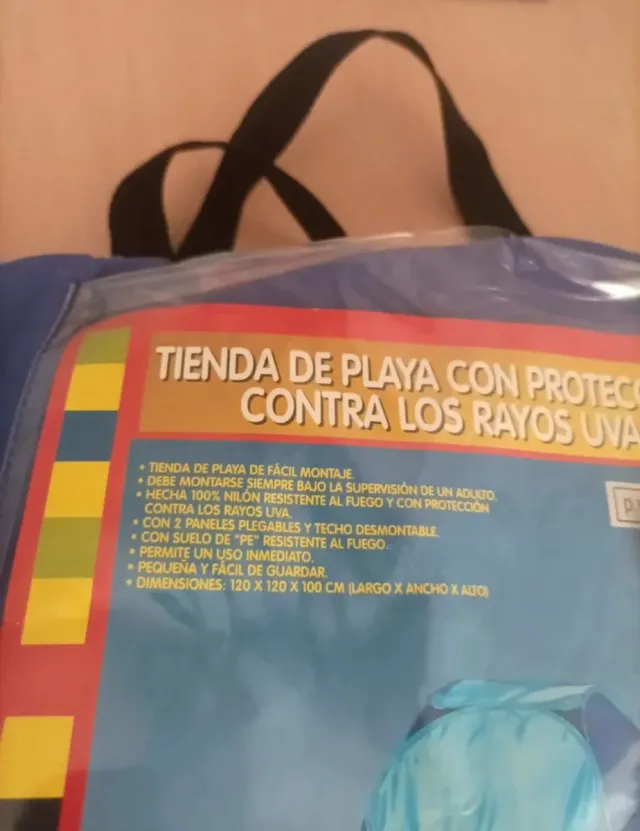 TIENDA DE PLAYA CON PROTECC
CONTRA LOS RAYOS UVA
• TIENDA DE PLAYA DE FÁCIL MONTAJE.
• DEBE MONTARSE SIEMPRE BAJO LA SUPERVISIÓN DE UN ADULTO.
• HECHA 100% NILÓN RESISTENTE AL FUEGO Y CON PROTECCIÓN
CONTRA LOS RAYOS UVA.
• CON 2 PANELES PLEGABLES Y TECHO DESMONTABLE.
• CON SUELO DE "PE" RESISTENTE AL FUEGO.
• PERMITE UN USO INMEDIATO.
• PEQUEÑA Y FÁCIL DE GUARDAR.
• DIMENSIONES: 120 X 120 X 100 CM (LARGO X ANCHO X ALTO)